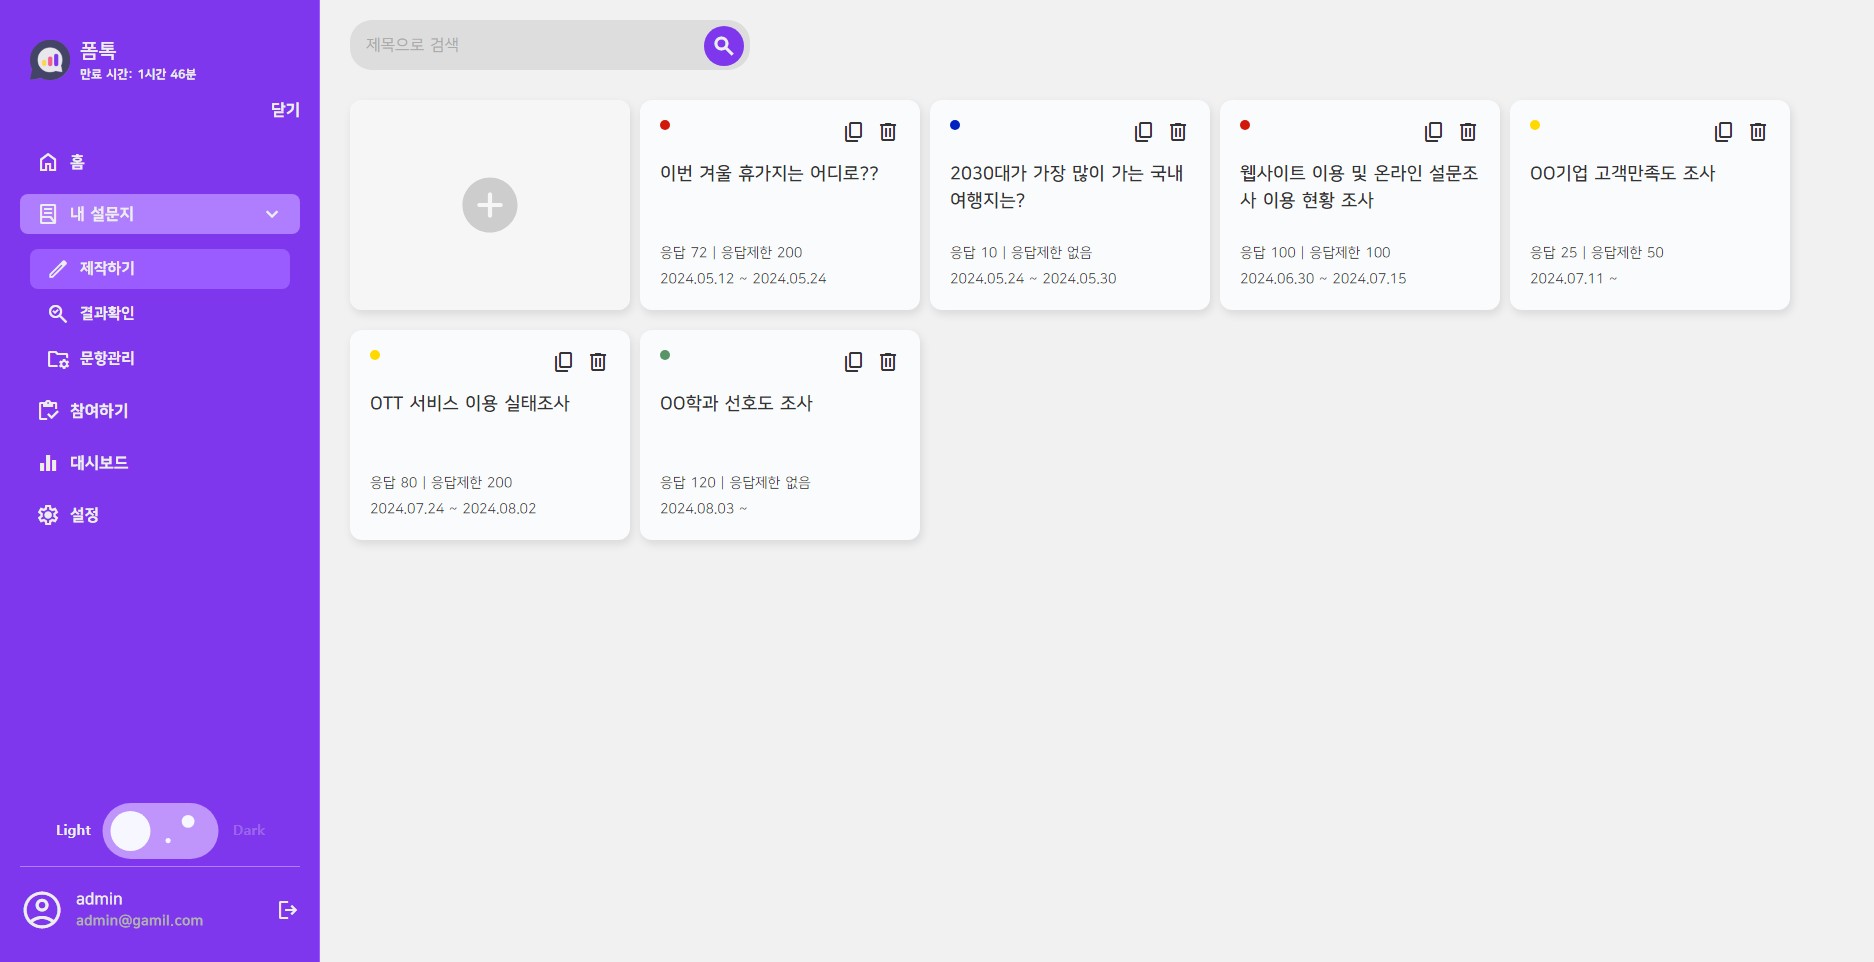 폼톡
만료 시간: 1시간 46분
닫기
홈
내 설문지
제작하기
결과확인
문항관리
참여하기
대시보드
설정
Light
Dark
admin
admin@gamil.com
제목으로 검색
이번 겨울 휴가지는 어디로??
응답 72 | 응답제한 200
2024.05.12 ~ 2024.05.24
2030대가 가장 많이 가는 국내
여행지는?
응답 10 | 응답제한 없음
2024.05.24 ~ 2024.05.30
웹사이트 이용 및 온라인 설문조
사 이용 현황 조사
응답 100 | 응답제한 100
2024.06.30 ~ 2024.07.15
OO기업 고객만족도 조사
응답 25 | 응답제한 50
2024.07.11 ~
OTT 서비스 이용 실태조사
응답 80 | 응답제한 200
2024.07.24 ~ 2024.08.02
OO학과 선호도 조사
응답 120 | 응답제한 없음
2024.08.03 ~